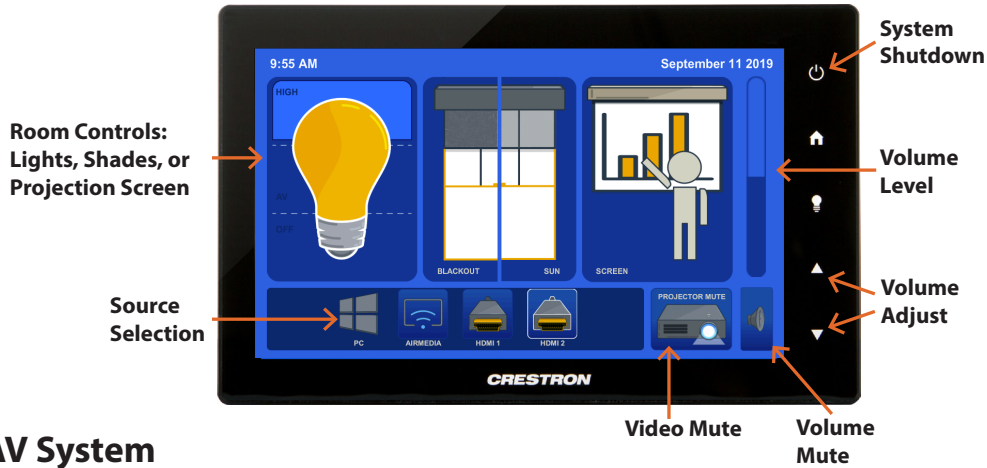 System
Shutdown
9:55 AM
September 11 2019
HIGH
Room Controls:
Lights, Shades, or
Projection Screen
Volume
Level
AV
OFF
BLACKOUT
SUN
SCREEN
Volume
Adjust
Source
Selection
PROJECTOR MUTE
PC
AIRMEDIA
HDMI 1
HDMI 2
CRESTRON
Video Mute
Volume
Mute
AV System